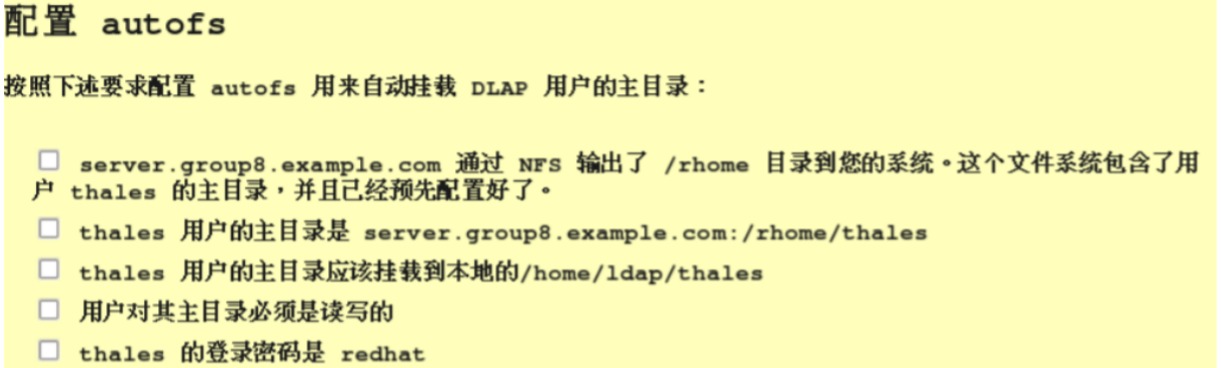 配置 autofs
按照下述要求配置 autofs 用来自动挂载 DLAP 用户的主目录：
server.group8.example.com 通过 NFS 输出了 /rhome 目录到您的系统。这个文件系统包含了用
户 thales 的主目录，并且已经预先配置好了。
thales 用户的主目录是 server.group8.example.com:/rhome/thales
thales 用户的主目录应该挂载到本地的/home/ldap/thales
用户对其主目录必须是读写的
thales 的登录密码是 redhat